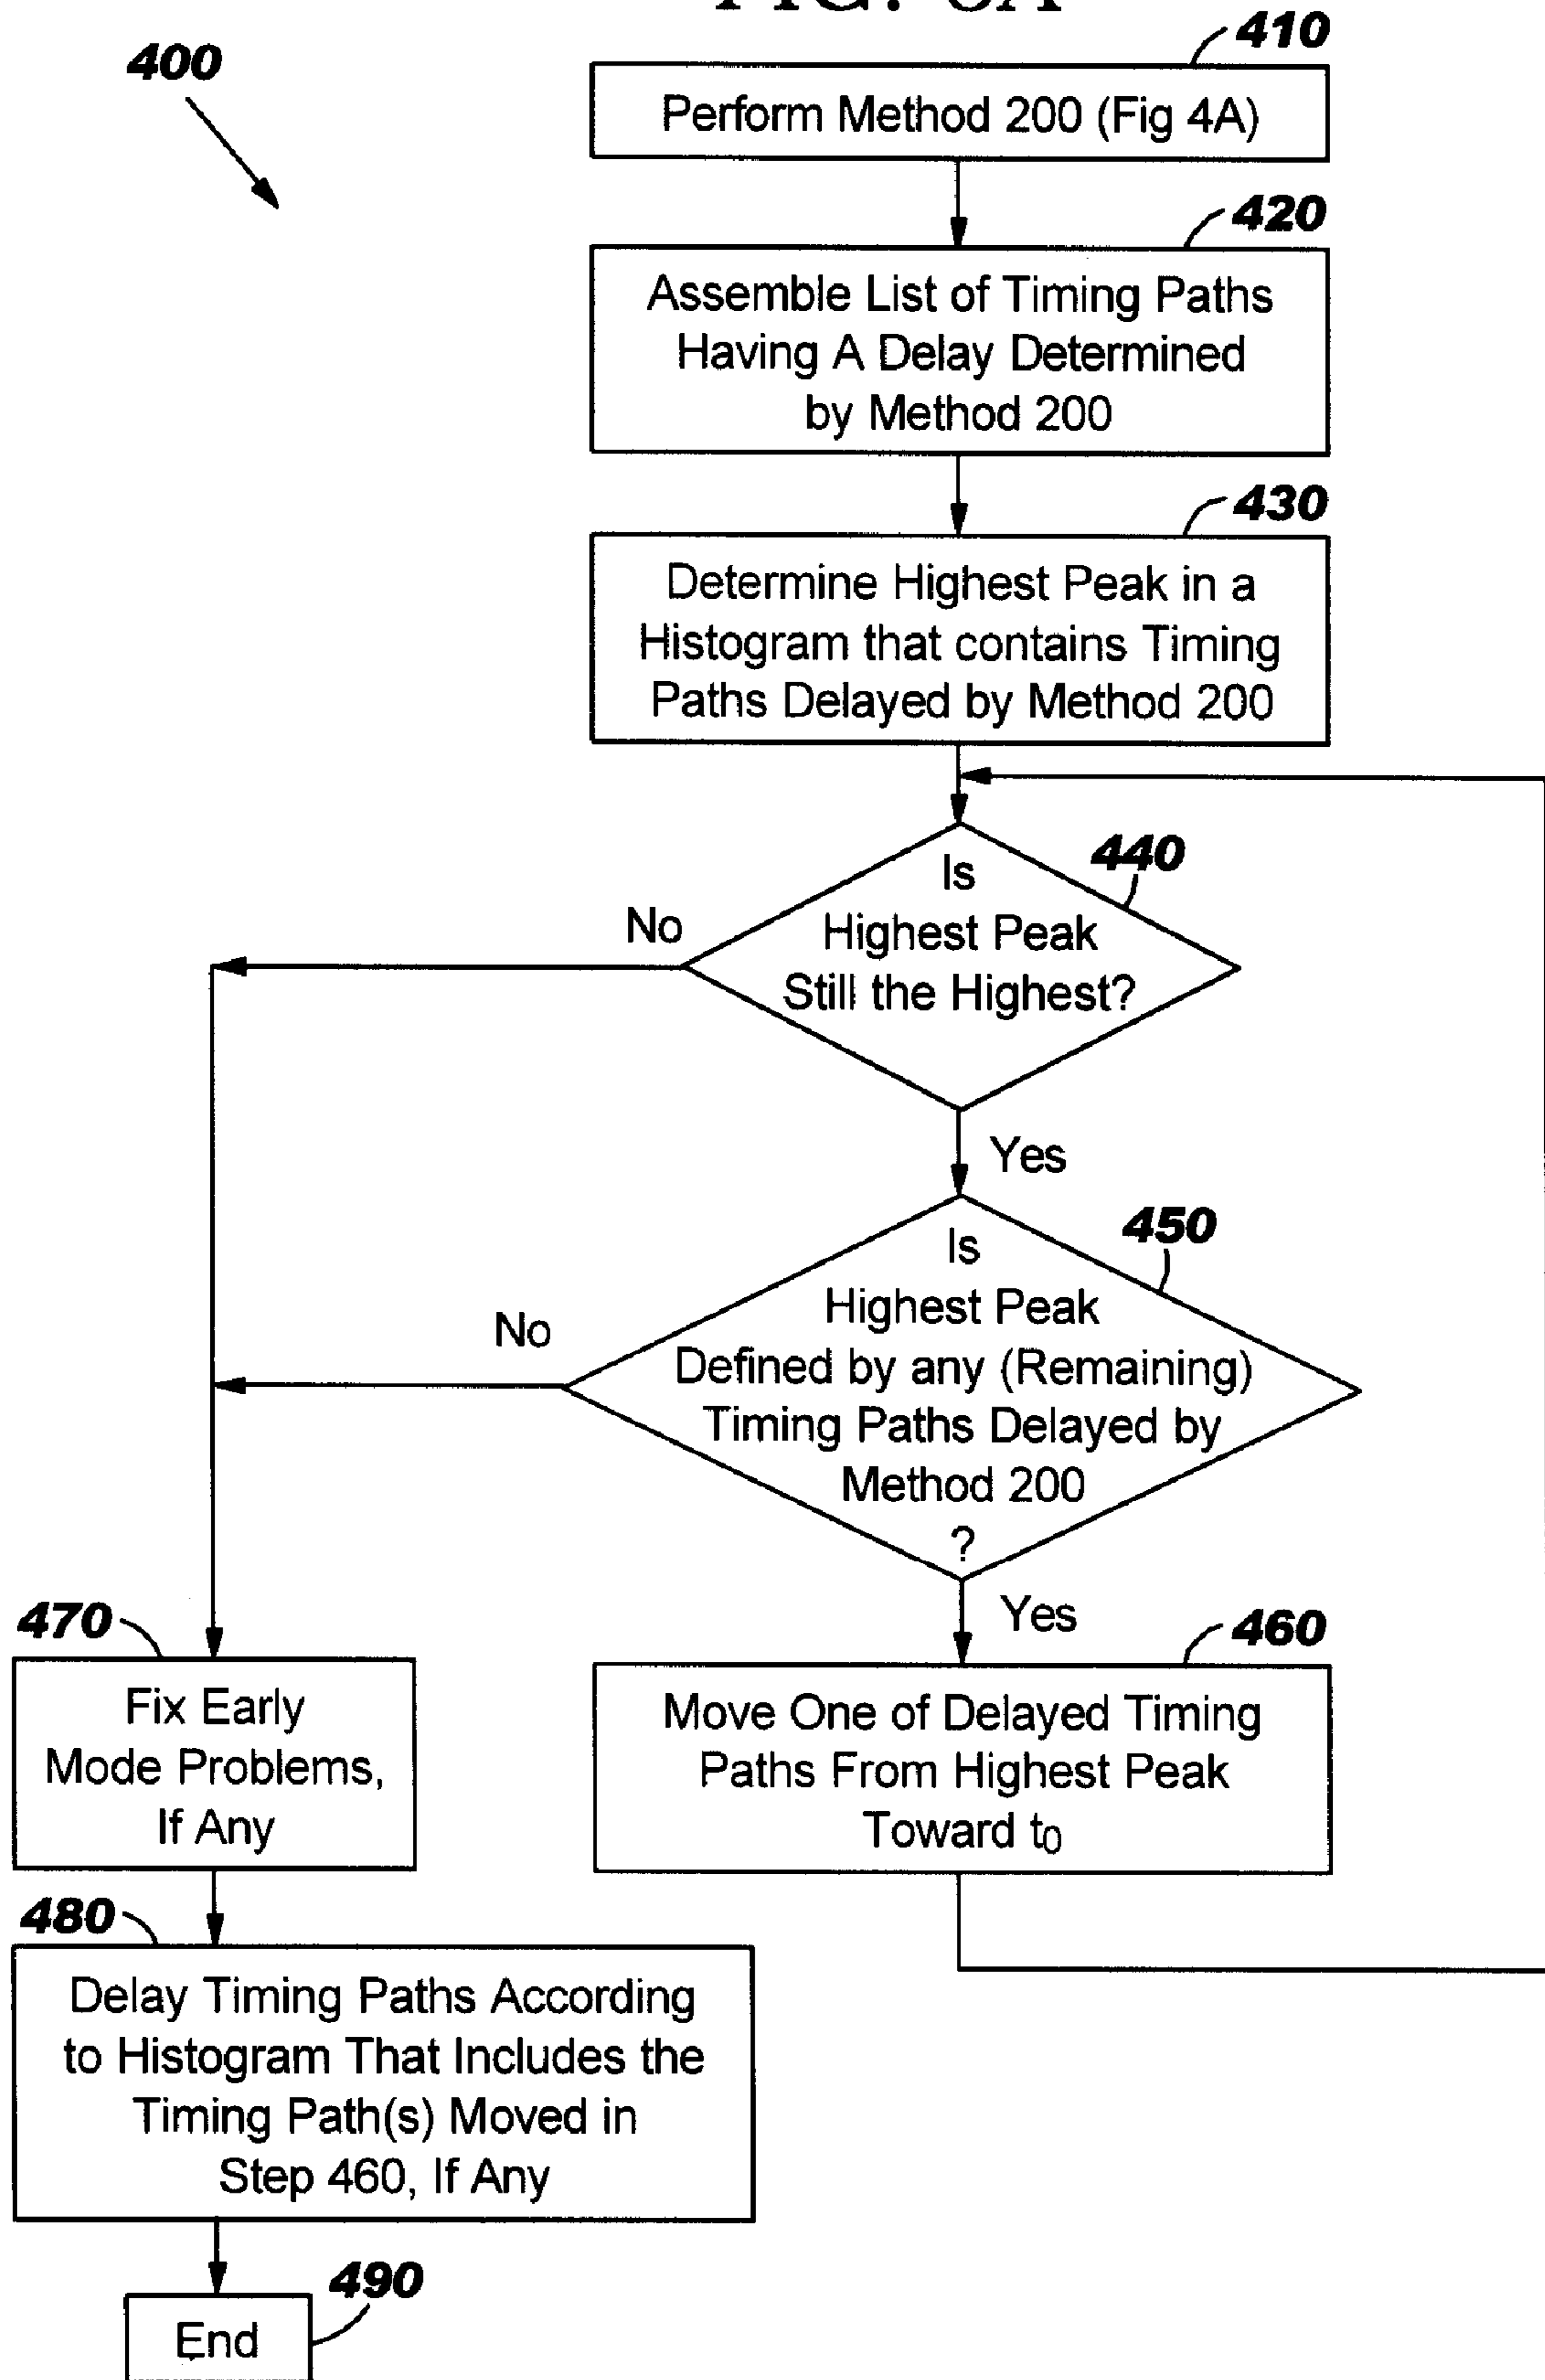 400
410
Perform Method 200 (Fig 4A)
420
Assemble List of Timing Paths
Having A Delay Determined
by Method 200
430
Determine Highest Peak in a
Histogram that contains Timing
Paths Delayed by Method 200
440
Is
Highest Peak
Still the Highest?
No
Yes
450
Is
Highest Peak
Defined by any (Remaining)
Timing Paths Delayed by
Method 200
?
No
Yes
460
Move One of Delayed Timing
Paths From Highest Peak
Toward t0
470
Fix Early
Mode Problems,
If Any
480
Delay Timing Paths According
to Histogram That Includes the
Timing Path(s) Moved in
Step 460, If Any
490
End